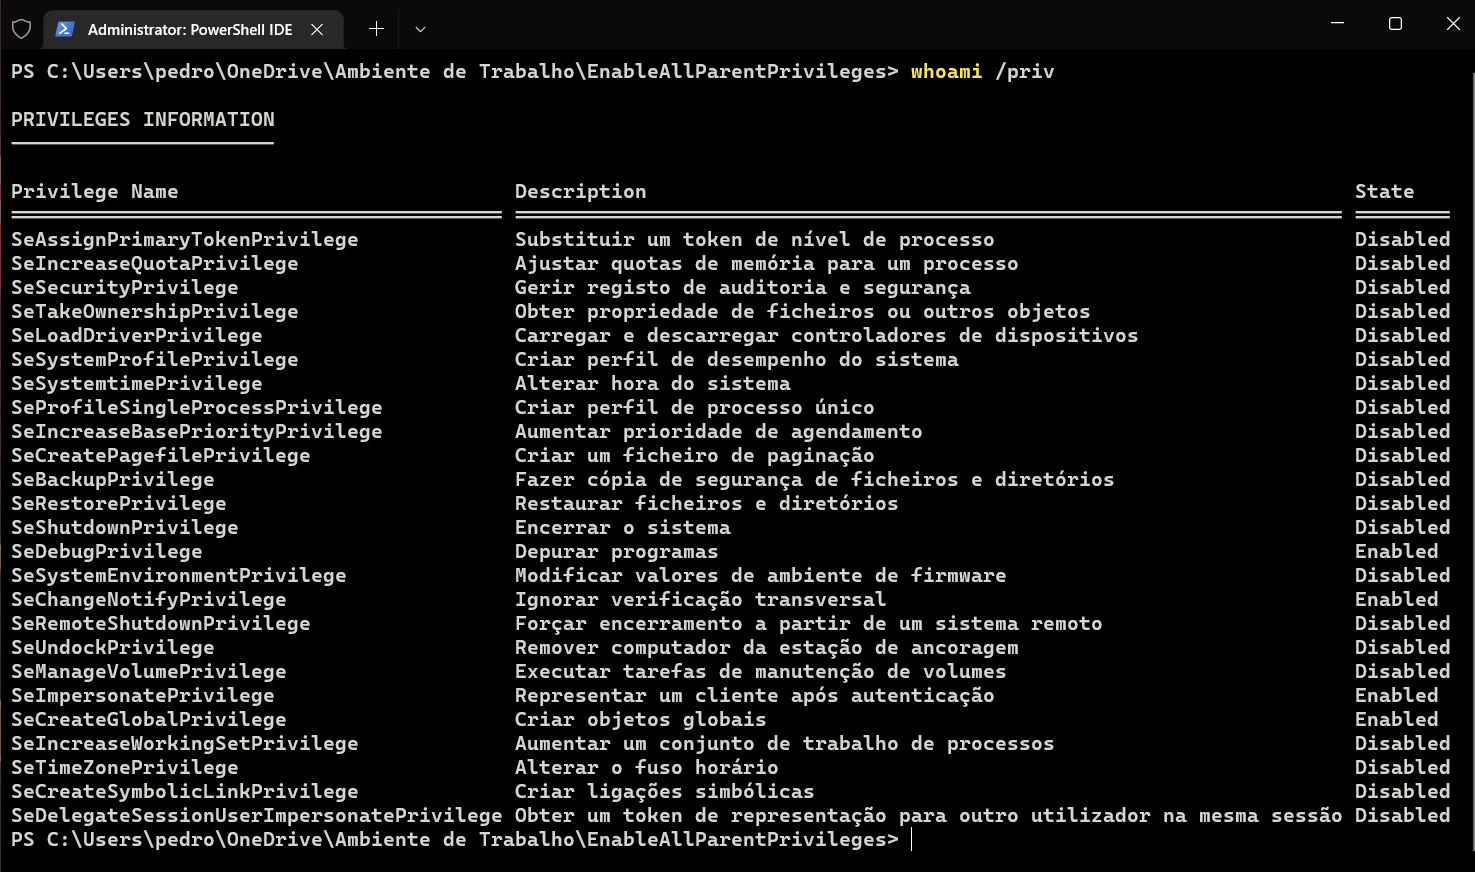 Administrator: PowerShell IDE
PS C:\Users\pedro\OneDrive\Ambiente de Trabalho\EnableAllParentPrivileges> whoami /priv
PRIVILEGES INFORMATION
Privilege Name Description State
SeAssignPrimaryTokenPrivilege Substituir um token de nível de processo Disabled
SeIncreaseQuotaPrivilege Ajustar quotas de memória para um processo Disabled
SeSecurityPrivilege Gerir registo de auditoria e segurança Disabled
SeTakeOwnershipPrivilege Obter propriedade de ficheiros ou outros objetos Disabled
SeLoadDriverPrivilege Carregar e descarregar controladores de dispositivos Disabled
SeSystemProfilePrivilege Criar perfil de desempenho do sistema Disabled
SeSystemtimePrivilege Alterar hora do sistema Disabled
SeProfileSingleProcessPrivilege Criar perfil de processo único Disabled
SeIncreaseBasePriorityPrivilege Aumentar prioridade de agendamento Disabled
SeCreatePagefilePrivilege Criar um ficheiro de paginação Disabled
SeBackupPrivilege Fazer cópia de segurança de ficheiros e diretórios Disabled
SeRestorePrivilege Restaurar ficheiros e diretórios Disabled
SeShutdownPrivilege Encerrar o sistema Disabled
SeDebugPrivilege Depurar programas Enabled
SeSystemEnvironmentPrivilege Modificar valores de ambiente de firmware Disabled
SeChangeNotifyPrivilege Ignorar verificação transversal Enabled
SeRemoteShutdownPrivilege Forçar encerramento a partir de um sistema remoto Disabled
SeUndockPrivilege Remover computador da estação de ancoragem Disabled
SeManageVolumePrivilege Executar tarefas de manutenção de volumes Disabled
SeImpersonatePrivilege Representar um cliente após autenticação Enabled
SeCreateGlobalPrivilege Criar objetos globais Enabled
SeIncreaseWorkingSetPrivilege Aumentar um conjunto de trabalho de processos Disabled
SeTimeZonePrivilege Alterar o fuso horário Disabled
SeCreateSymbolicLinkPrivilege Criar ligações simbólicas Disabled
SeDelegateSessionUserImpersonatePrivilege Obter um token de representação para outro utilizador na mesma sessão Disabled
PS C:\Users\pedro\OneDrive\Ambiente de Trabalho\EnableAllParentPrivileges>